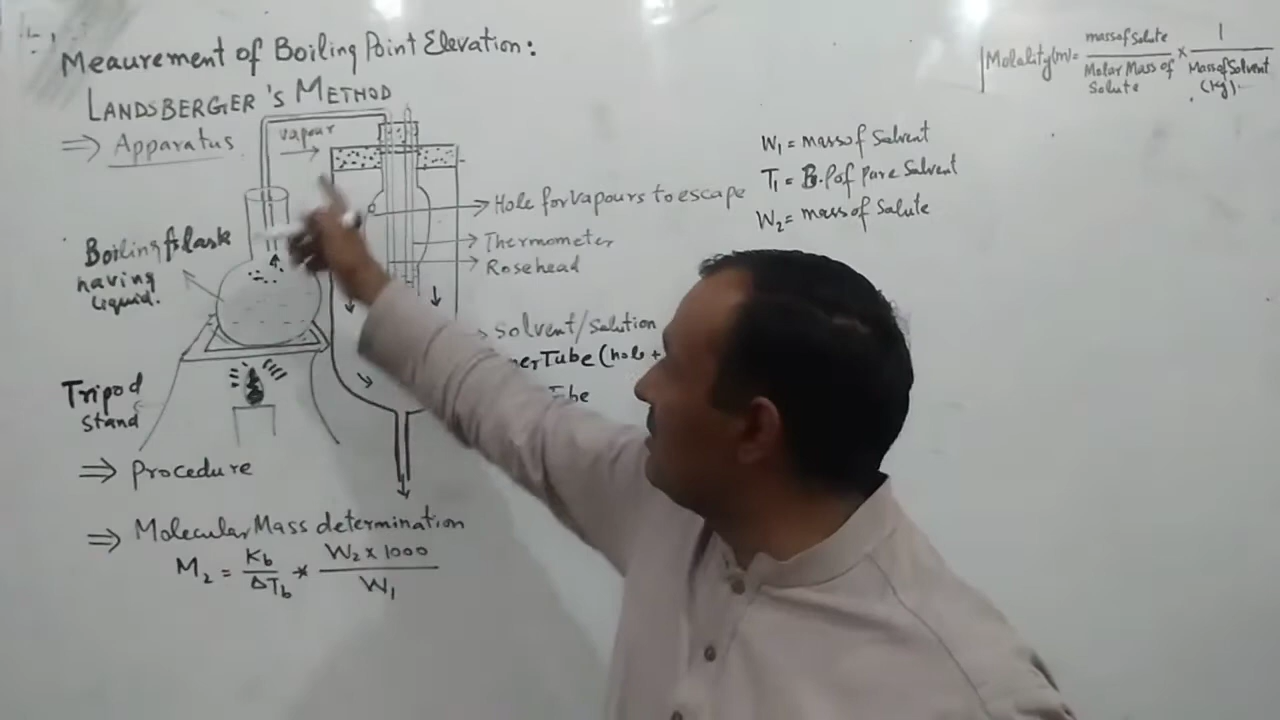 Meaurement of Boiling Point Elevation:
LANDSBERGER'S METHOD
⇒ Apparatus
vapour
Hole for Vapours to escape
Thermometer
Rosehead
Boiling flask
having
liquid.
Solvent/Solution
nerTube (hole +
Tripod
Stand
⇒ Procedure
⇒ Molecular Mass determination
M₂ = Kb/ΔTb * W₂ x 1000/W₁
W₁ = mass of Solvent
T₁ = B.P of Pure Solvent
W₂ = mass of Salute
Molality(m) = mass of Solute/Molar Mass of Solute x 1/Mass of Solvent (Kg)